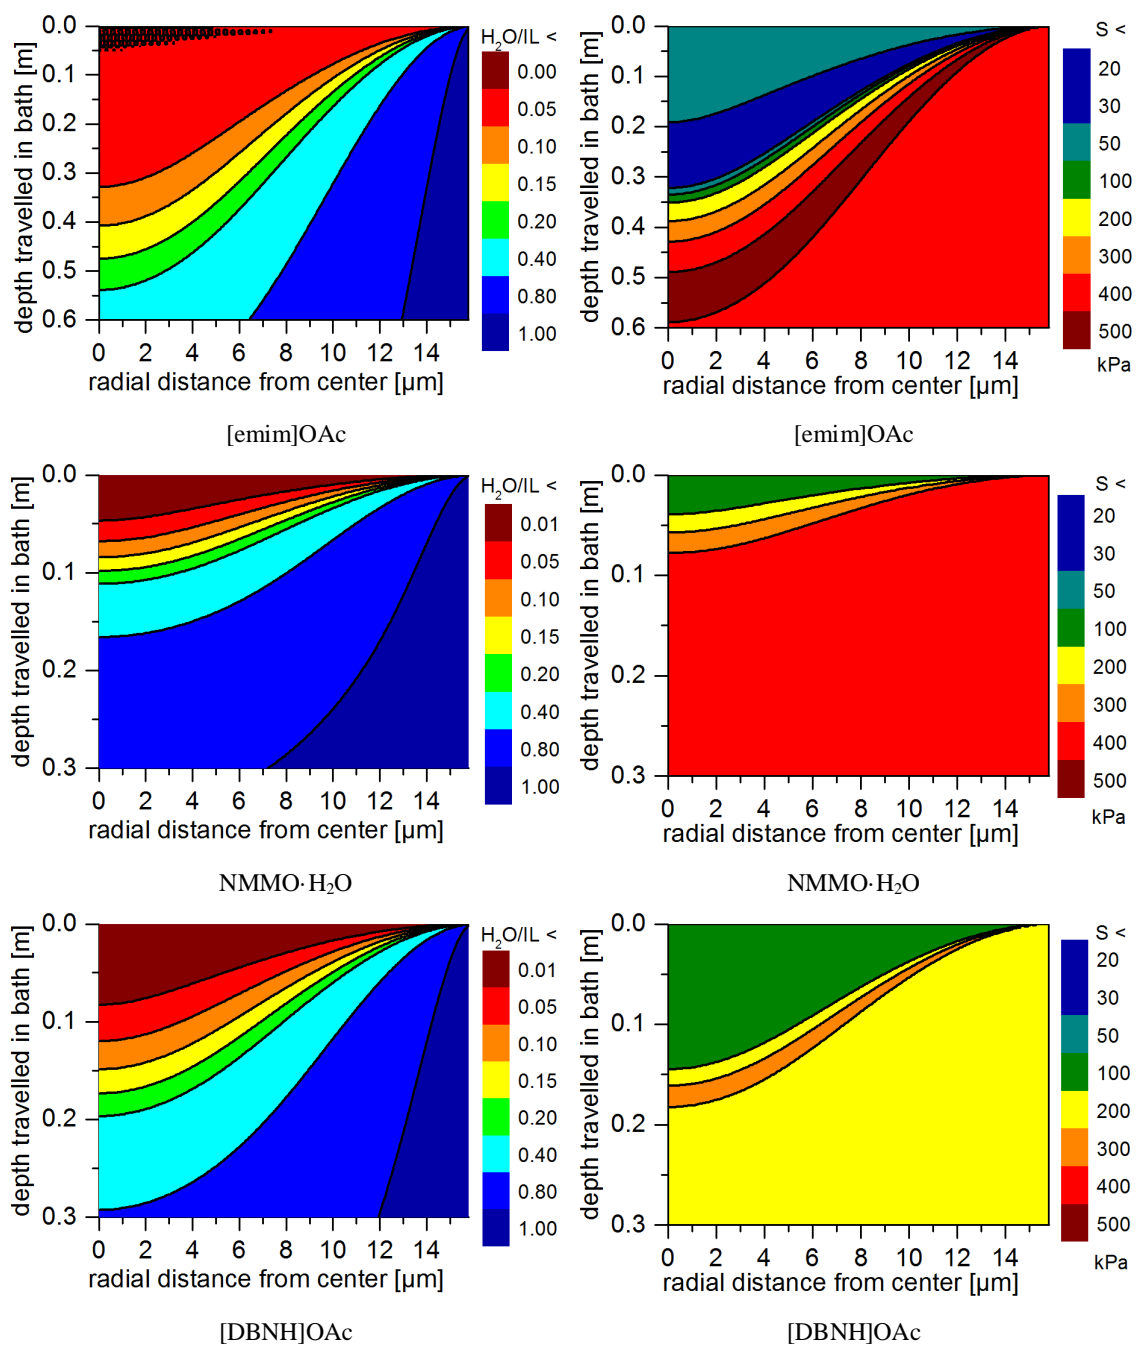 H2O/IL <
0.00
0.05
0.10
0.15
0.20
0.40
0.80
1.00
0.0
0.1
0.2
0.3
0.4
0.5
0.6
depth travelled in bath [m]
0 2 4 6 8 10 12 14
radial distance from center [µm]
[emim]OAc
S <
20
30
50
100
200
300
400
500
kPa
0.0
0.1
0.2
0.3
0.4
0.5
0.6
depth travelled in bath [m]
0 2 4 6 8 10 12 14
radial distance from center [µm]
[emim]OAc
H2O/IL <
0.01
0.05
0.10
0.15
0.20
0.40
0.80
1.00
0.0
0.1
0.2
0.3
depth travelled in bath [m]
0 2 4 6 8 10 12 14
radial distance from center [µm]
NMMO·H2O
S <
20
30
50
100
200
300
400
500
kPa
0.0
0.1
0.2
0.3
depth travelled in bath [m]
0 2 4 6 8 10 12 14
radial distance from center [µm]
NMMO·H2O
H2O/IL <
0.01
0.05
0.10
0.15
0.20
0.40
0.80
1.00
0.0
0.1
0.2
0.3
depth travelled in bath [m]
0 2 4 6 8 10 12 14
radial distance from center [µm]
[DBNH]OAc
S <
20
30
50
100
200
300
400
500
kPa
0.0
0.1
0.2
0.3
depth travelled in bath [m]
0 2 4 6 8 10 12 14
radial distance from center [µm]
[DBNH]OAc